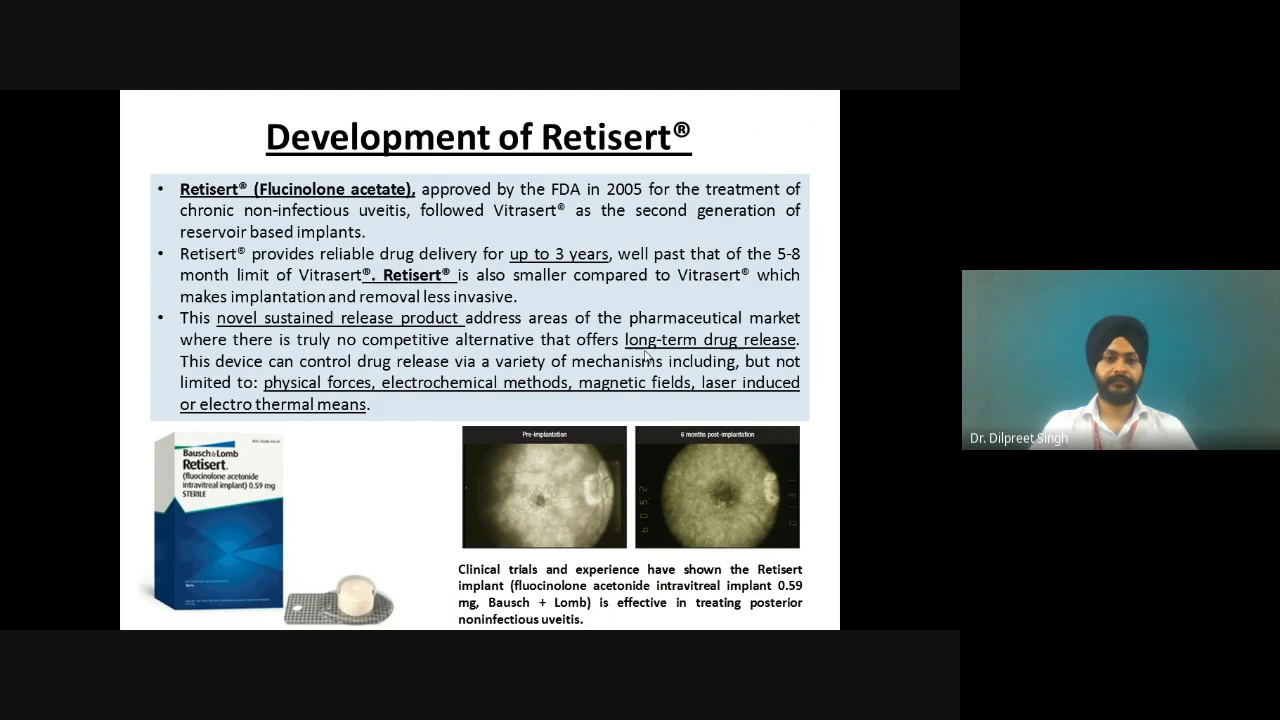 Development of Retisert®
• Retisert® (Flucinolone acetate), approved by the FDA in 2005 for the treatment of
chronic non-infectious uveitis, followed Vitrasert® as the second generation of
reservoir based implants.
• Retisert® provides reliable drug delivery for up to 3 years, well past that of the 5-8
month limit of Vitrasert®. Retisert® is also smaller compared to Vitrasert® which
makes implantation and removal less invasive.
• This novel sustained release product address areas of the pharmaceutical market
where there is truly no competitive alternative that offers long-term drug release.
This device can control drug release via a variety of mechanisms including, but not
limited to: physical forces, electrochemical methods, magnetic fields, laser induced
or electro thermal means.
Bausch & Lomb
Retisert.
(fluocinolone acetonide
intravitreal implant) 0.59 mg
STERILE
Pre-implantation
6 months post-implantation
Clinical trials and experience have shown the Retisert
implant (fluocinolone acetonide intravitreal implant 0.59
mg, Bausch + Lomb) is effective in treating posterior
noninfectious uveitis.
Dr. Dilpreet Singh